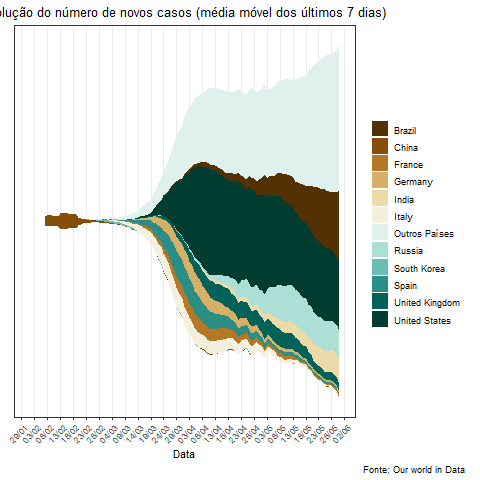 olução do número de novos casos (média móvel dos últimos 7 dias)
Brazil
China
France
Germany
India
Italy
Outros Países
Russia
South Korea
Spain
United Kingdom
United States
29/01 03/02 08/02 13/02 18/02 23/02 28/02 04/03 09/03 14/03 19/03 24/03 29/03 03/04 08/04 13/04 18/04 23/04 28/04 03/05 08/05 13/05 18/05 23/05 28/05 02/06
Data
Fonte: Our world in Data